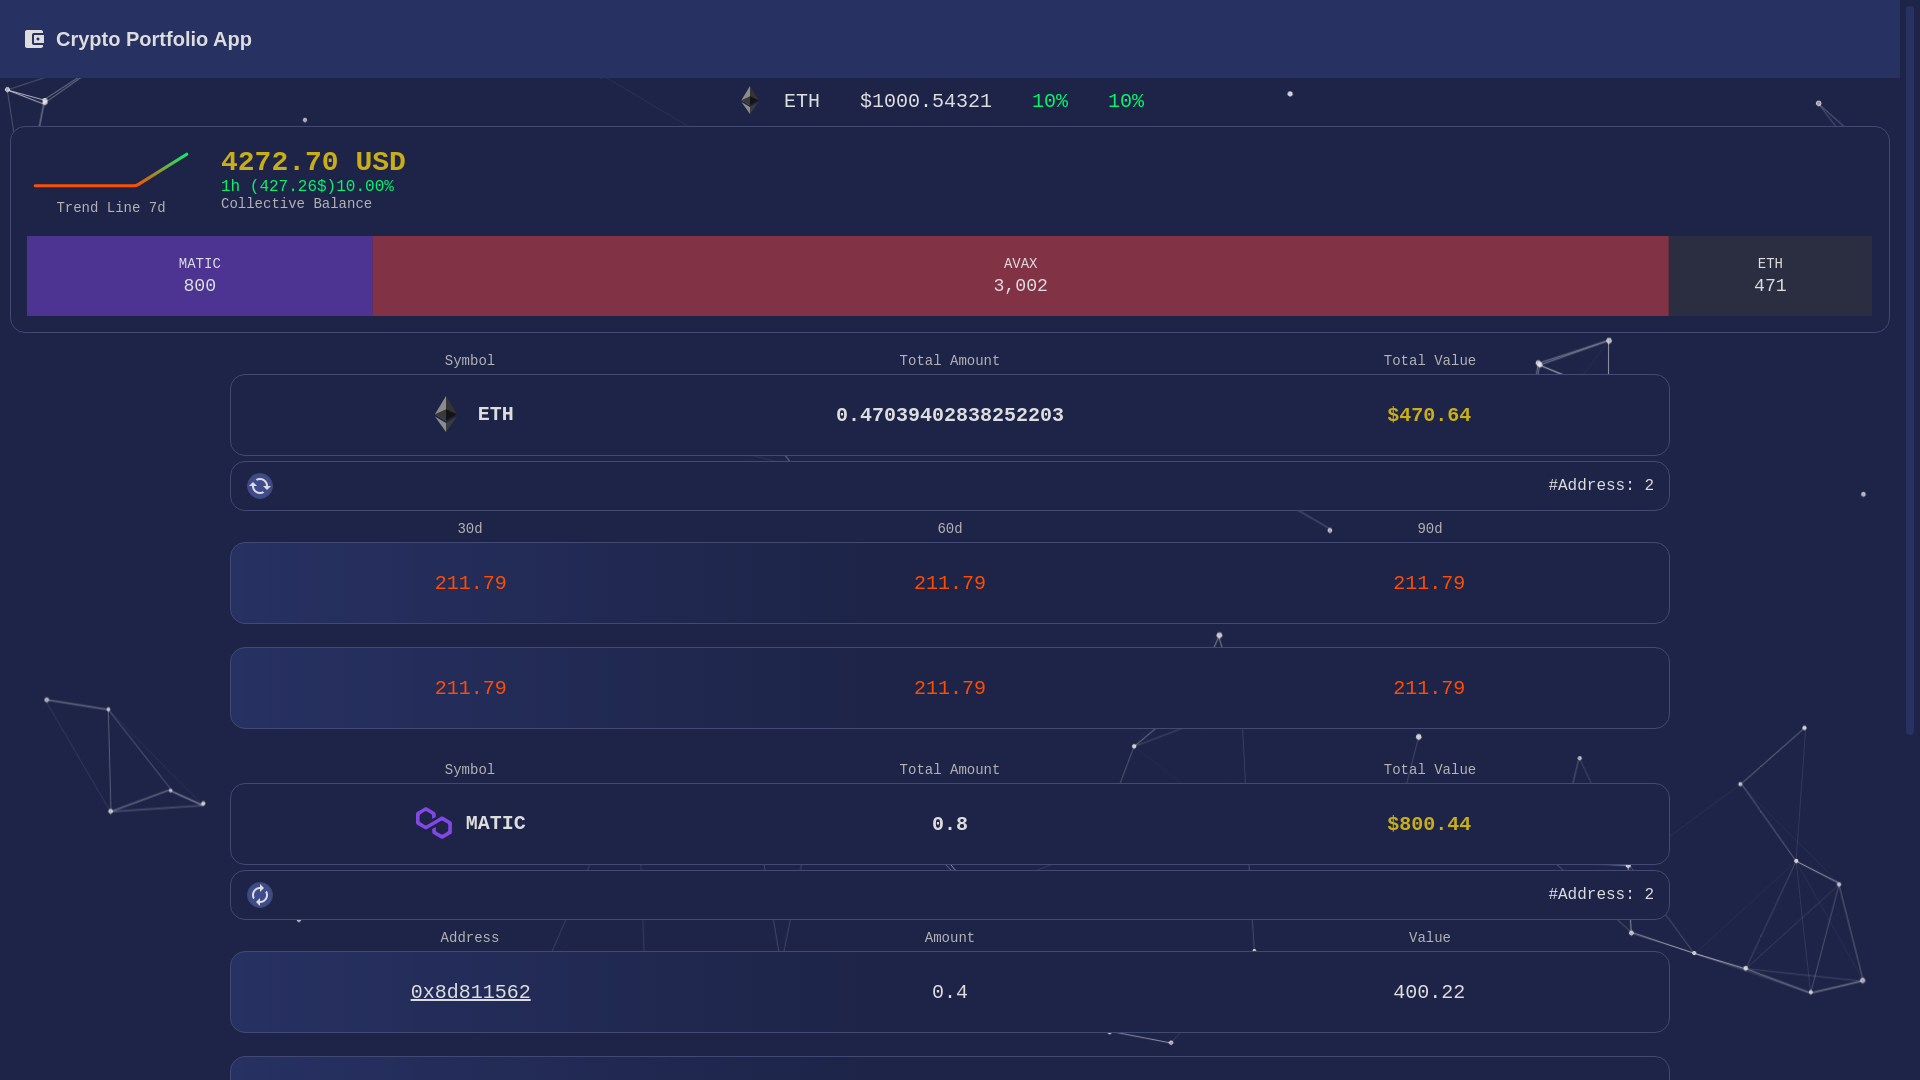 Crypto Portfolio App
ETH $1000.54321 10% 10%
4272.70 USD
1h (427.26$)10.00%
Collective Balance
Trend Line 7d
MATIC AVAX ETH
800 3,002 471
Symbol Total Amount Total Value
ETH 0.47039402838252203 $470.64
#Address: 2
30d 60d 90d
211.79 211.79 211.79
211.79 211.79 211.79
Symbol Total Amount Total Value
MATIC 0.8 $800.44
#Address: 2
Address Amount Value
0x8d811562 0.4 400.22